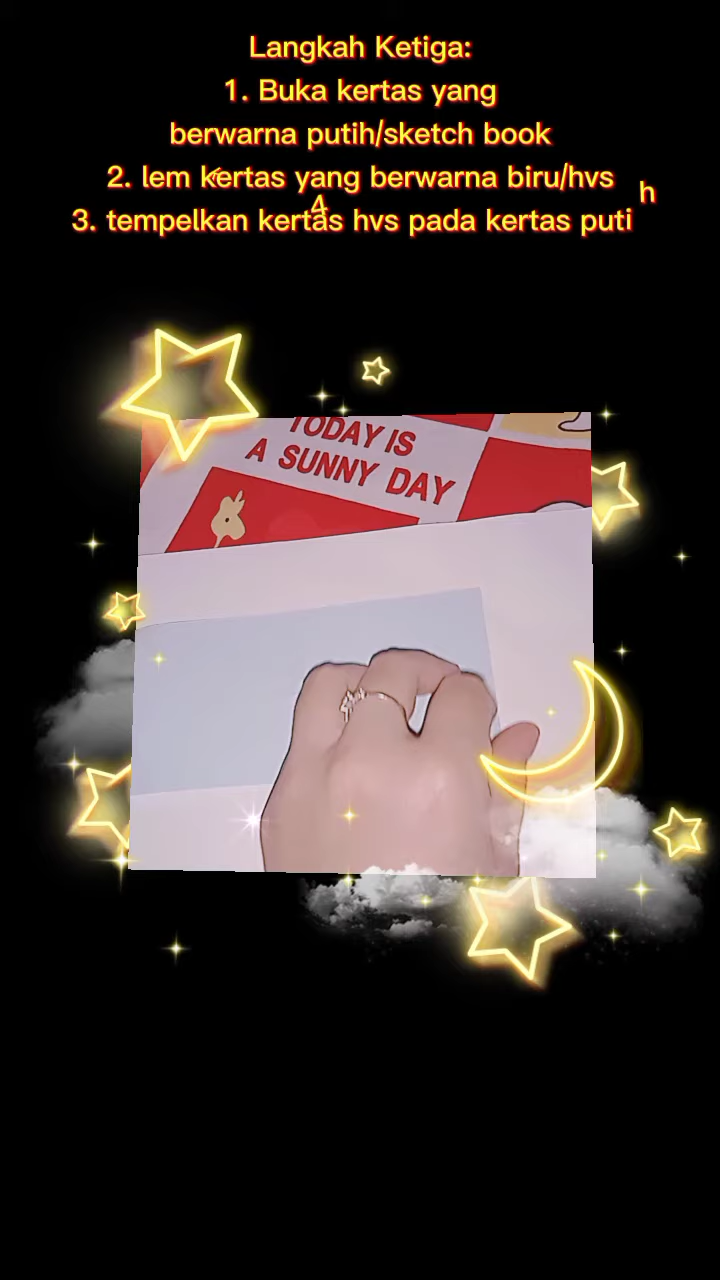 Langkah Ketiga:
1. Buka kertas yang
berwarna putih/sketch book
2. lem kertas yang berwarna biru/hvs
3. tempelkan kertas hvs pada kertas puti h
TODAY IS
A SUNNY DAY